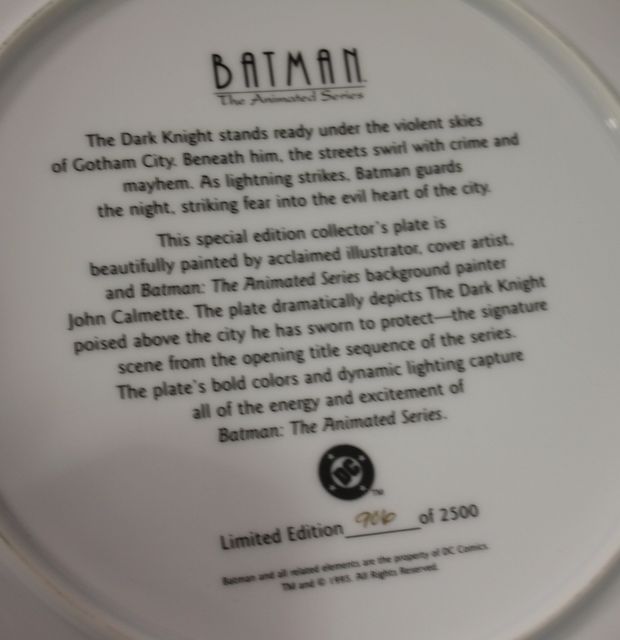 BATMAN
The Animated Series
The Dark Knight stands ready under the violent skies
of Gotham City. Beneath him, the streets swirl with crime and
mayhem. As lightning strikes, Batman guards
the night, striking fear into the evil heart of the city.
This special edition collector's plate is
beautifully painted by acclaimed illustrator, cover artist,
and Batman: The Animated Series background painter
John Calmette. The plate dramatically depicts The Dark Knight
poised above the city he has sworn to protect—the signature
scene from the opening title sequence of the series.
The plate's bold colors and dynamic lighting capture
all of the energy and excitement of
Batman: The Animated Series.
DC TM
Limited Edition 906 of 2500
Batman and all related elements are the property of DC Comics.
TM and © 1995. All Rights Reserved.